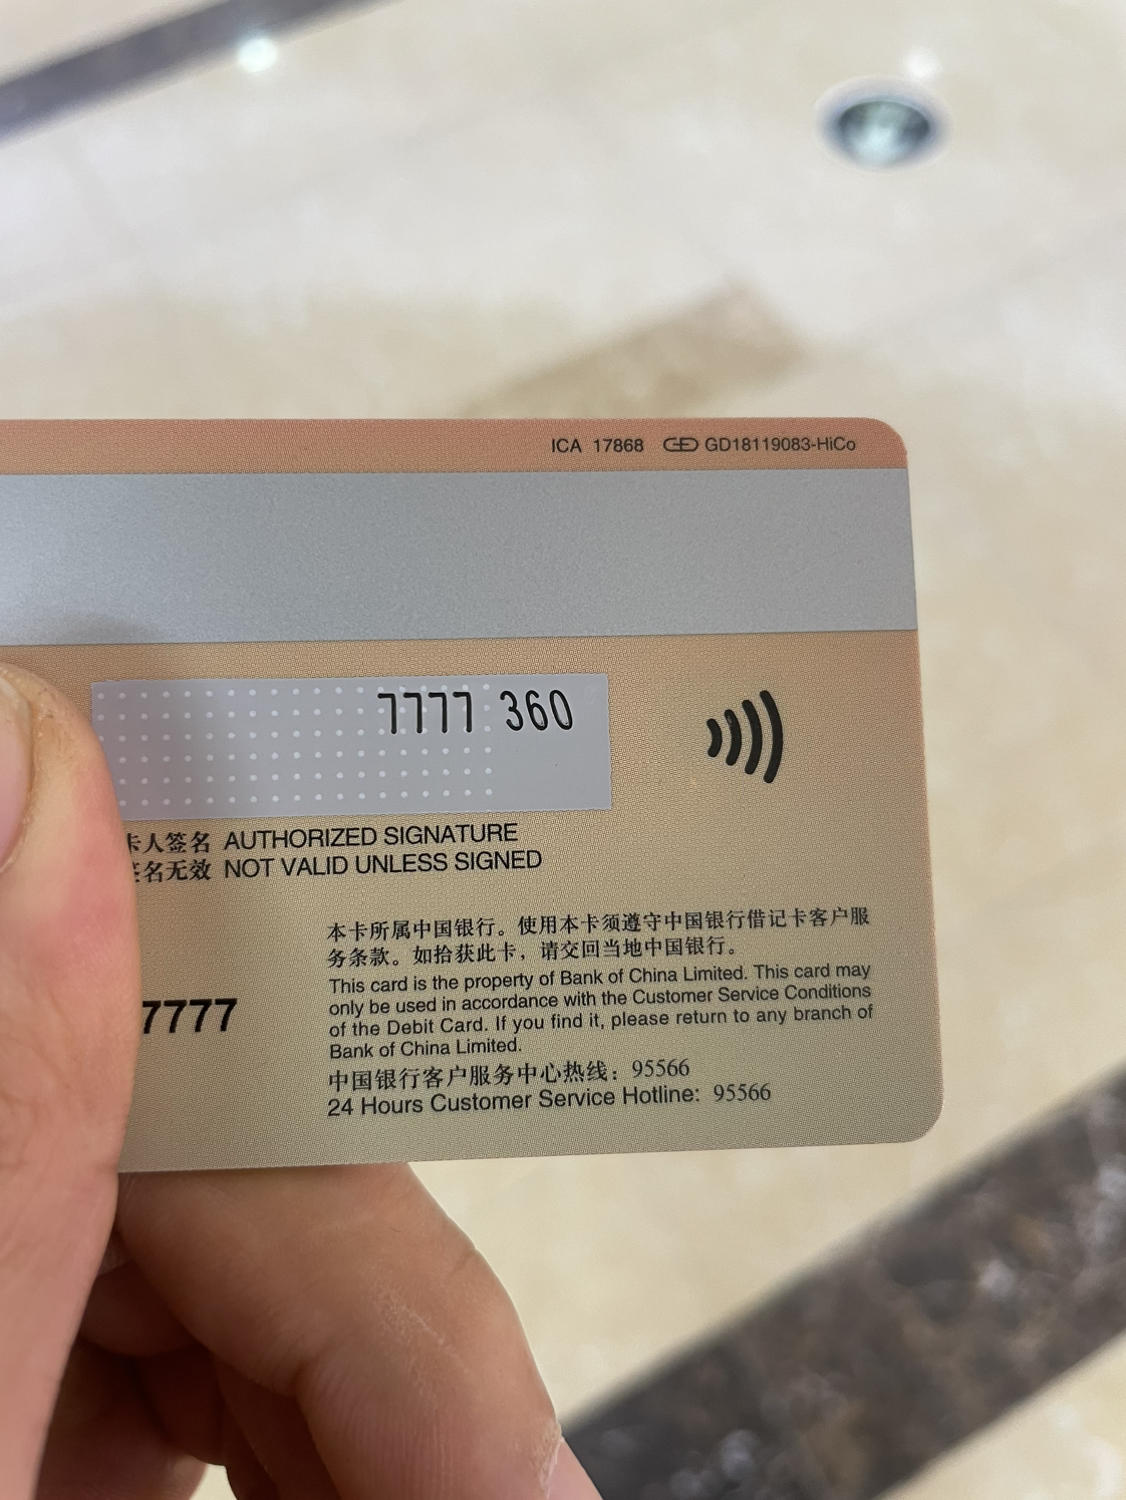 ICA 17868 GD18119083-HiCo
7777 360
卡人签名 AUTHORIZED SIGNATURE
签名无效 NOT VALID UNLESS SIGNED
本卡所属中国银行。使用本卡须遵守中国银行借记卡客户服
务条款。如拾获此卡，请交回当地中国银行。
This card is the property of Bank of China Limited. This card may
only be used in accordance with the Customer Service Conditions
of the Debit Card. If you find it, please return to any branch of
Bank of China Limited.
7777
中国银行客户服务中心热线：95566
24 Hours Customer Service Hotline: 95566